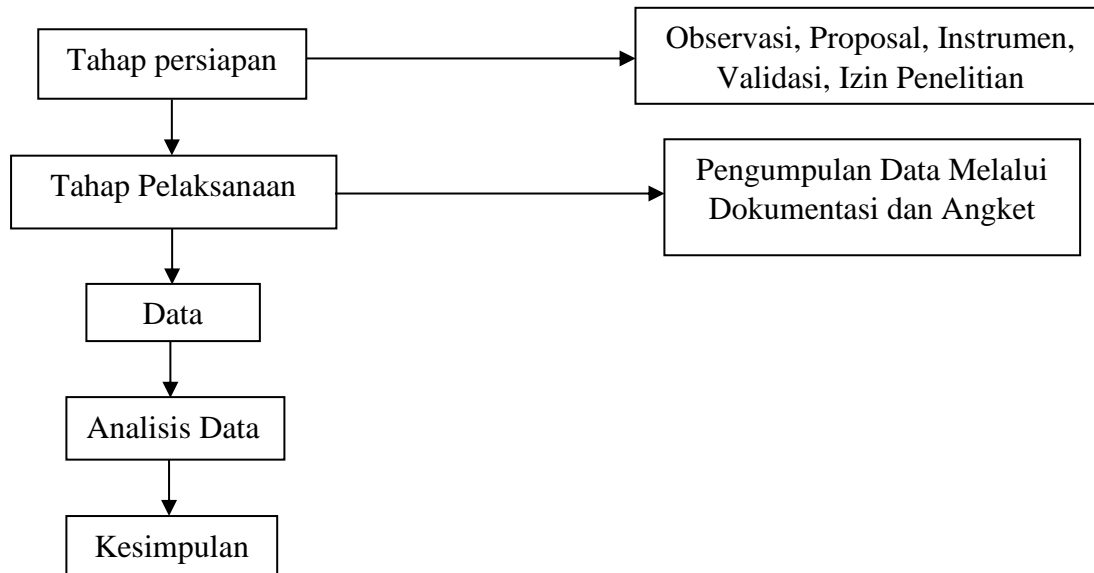 Tahap persiapan
Observasi, Proposal, Instrumen,
Validasi, Izin Penelitian
Tahap Pelaksanaan
Pengumpulan Data Melalui
Dokumentasi dan Angket
Data
Analisis Data
Kesimpulan